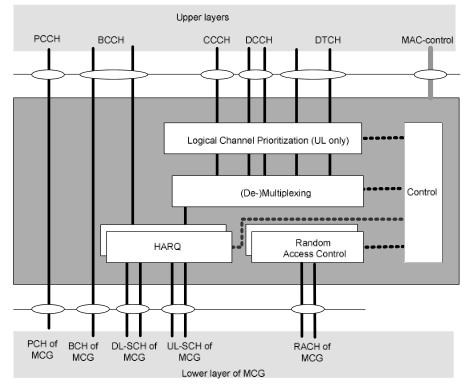 Upper layers
PCCH BCCH CCCH DCCH DTCH MAC-control
Logical Channel Prioritization (UL only)
(De-)Multiplexing
Control
HARQ
Random
Access Control
PCH of
MCG
BCH of
MCG
DL-SCH of
MCG
UL-SCH of
MCG
RACH of
MCG
Lower layer of MCG